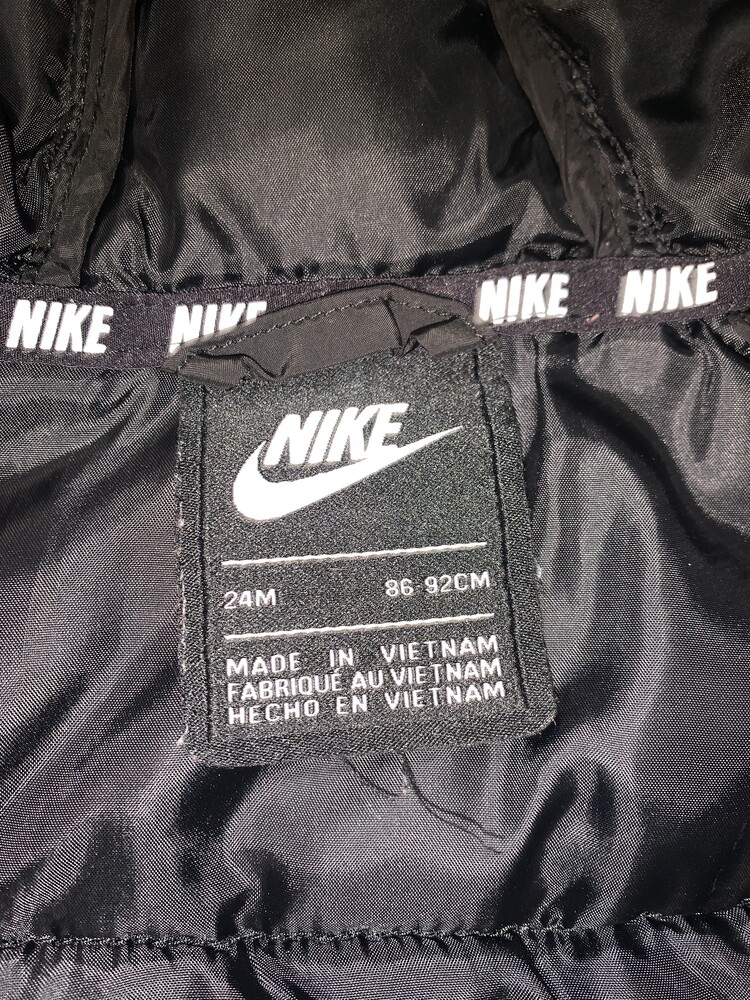 NIKE NIKE NIKE NIKE
NIKE
24M 86 92CM
MADE IN VIETNAM
FABRIQUÉ AU VIETNAM
HECHO EN VIETNAM